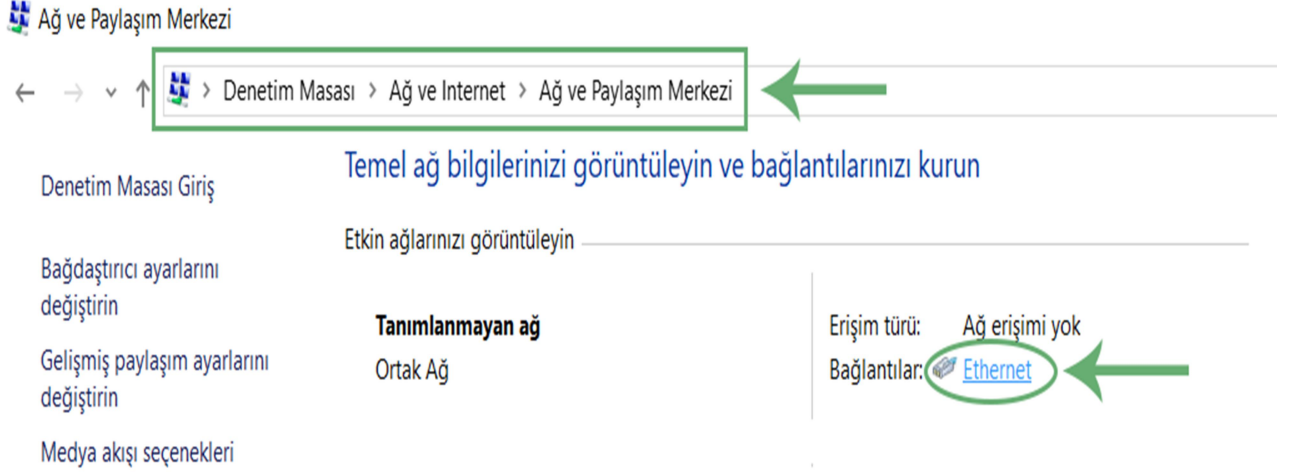 Ağ ve Paylaşım Merkezi
Denetim Masası > Ağ ve Internet > Ağ ve Paylaşım Merkezi
Denetim Masası Giriş
Bağdaştırıcı ayarlarını
değiştirin
Gelişmiş paylaşım ayarlarını
değiştirin
Medya akışı seçenekleri
Temel ağ bilgilerinizi görüntüleyin ve bağlantılarınızı kurun
Etkin ağlarınızı görüntüleyin
Tanımlanmayan ağ
Ortak Ağ
Erişim türü: Ağ erişimi yok
Bağlantılar: Ethernet